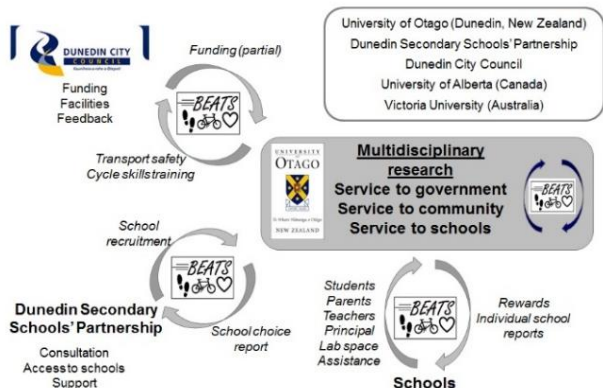 DUNEDIN CITY
COUNCIL
Funding
Facilities
Feedback
Funding (partial)
BEATS
Transport safety
Cycle skills training
University of Otago (Dunedin, New Zealand)
Dunedin Secondary Schools' Partnership
Dunedin City Council
University of Alberta (Canada)
Victoria University (Australia)
UNIVERSITY
of
OTAGO
NEW ZEALAND
Multidisciplinary
research
Service to government
Service to community
Service to schools
BEATS
School
recruitment
BEATS
School choice
report
Dunedin Secondary
Schools' Partnership
Consultation
Access to schools
Support
Students
Parents
Teachers
Principal
Lab space
Assistance
BEATS
Rewards
Individual school
reports
Schools